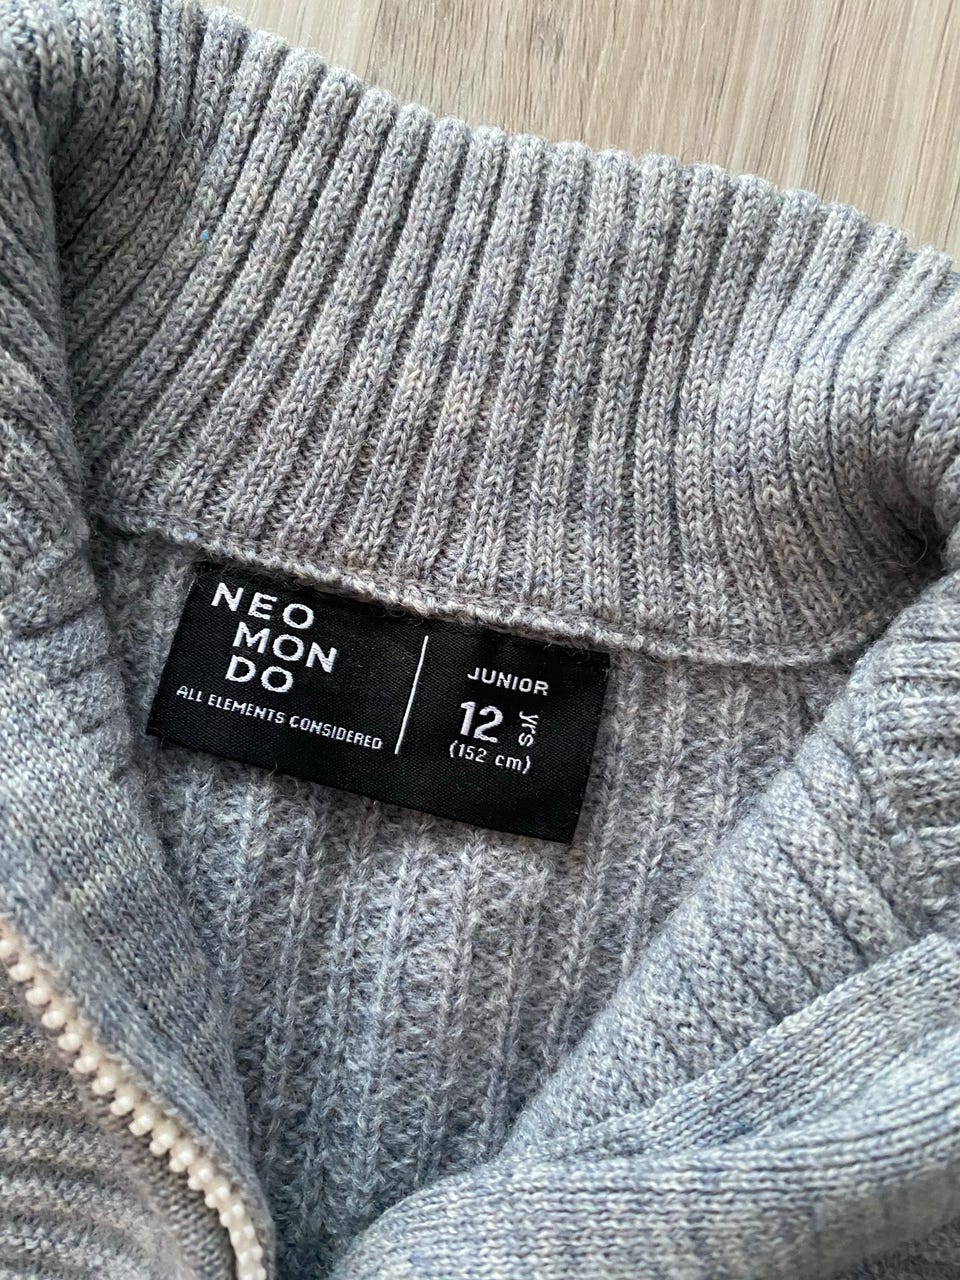 NEO
MON
DO
ALL ELEMENTS CONSIDERED
JUNIOR
12 yrs
(152 cm)